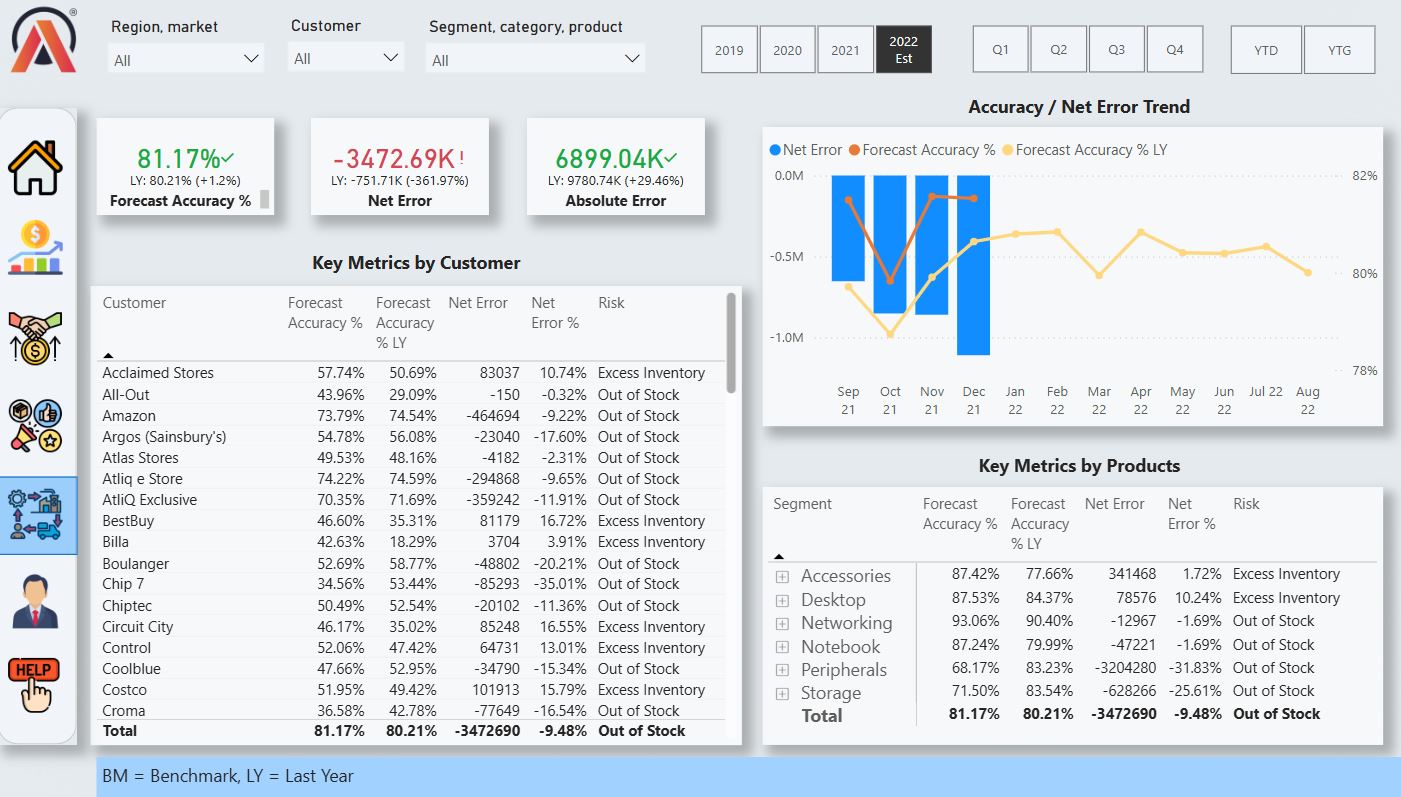 ®
Region, market
Customer
Segment, category, product
All
All
All
2019
2020
2021
2022
Est
Q1
Q2
Q3
Q4
YTD
YTG
81.17%
LY: 80.21% (+1.2%)
Forecast Accuracy %
-3472.69K!
LY: -751.71K (-361.97%)
Net Error
6899.04K
LY: 9780.74K (+29.46%)
Absolute Error
Accuracy / Net Error Trend
Net Error Forecast Accuracy % Forecast Accuracy % LY
0.0M
-0.5M
-1.0M
82%
80%
78%
Sep 21
Oct 21
Nov 21
Dec 21
Jan 22
Feb 22
Mar 22
Apr 22
May 22
Jun 22
Jul 22
Aug 22
Key Metrics by Customer
Customer Forecast Accuracy % Forecast Accuracy % LY Net Error Net Error % Risk
Acclaimed Stores 57.74% 50.69% 83037 10.74% Excess Inventory
All-Out 43.96% 29.09% -150 -0.32% Out of Stock
Amazon 73.79% 74.54% -464694 -9.22% Out of Stock
Argos (Sainsbury's) 54.78% 56.08% -23040 -17.60% Out of Stock
Atlas Stores 49.53% 48.16% -4182 -2.31% Out of Stock
Atliq e Store 74.22% 74.59% -294868 -9.65% Out of Stock
AtliQ Exclusive 70.35% 71.69% -359242 -11.91% Out of Stock
BestBuy 46.60% 35.31% 81179 16.72% Excess Inventory
Billa 42.63% 18.29% 3704 3.91% Excess Inventory
Boulanger 52.69% 58.77% -48802 -20.21% Out of Stock
Chip 7 34.56% 53.44% -85293 -35.01% Out of Stock
Chiptec 50.49% 52.54% -20102 -11.36% Out of Stock
Circuit City 46.17% 35.02% 85248 16.55% Excess Inventory
Control 52.06% 47.42% 64731 13.01% Excess Inventory
Coolblue 47.66% 52.95% -34790 -15.34% Out of Stock
Costco 51.95% 49.42% 101913 15.79% Excess Inventory
Croma 36.58% 42.78% -77649 -16.54% Out of Stock
Total 81.17% 80.21% -3472690 -9.48% Out of Stock
Key Metrics by Products
Segment Forecast Accuracy % Forecast Accuracy % LY Net Error Net Error % Risk
Accessories 87.42% 77.66% 341468 1.72% Excess Inventory
Desktop 87.53% 84.37% 78576 10.24% Excess Inventory
Networking 93.06% 90.40% -12967 -1.69% Out of Stock
Notebook 87.24% 79.99% -47221 -1.69% Out of Stock
Peripherals 68.17% 83.23% -3204280 -31.83% Out of Stock
Storage 71.50% 83.54% -628266 -25.61% Out of Stock
Total 81.17% 80.21% -3472690 -9.48% Out of Stock
HELP
BM = Benchmark, LY = Last Year